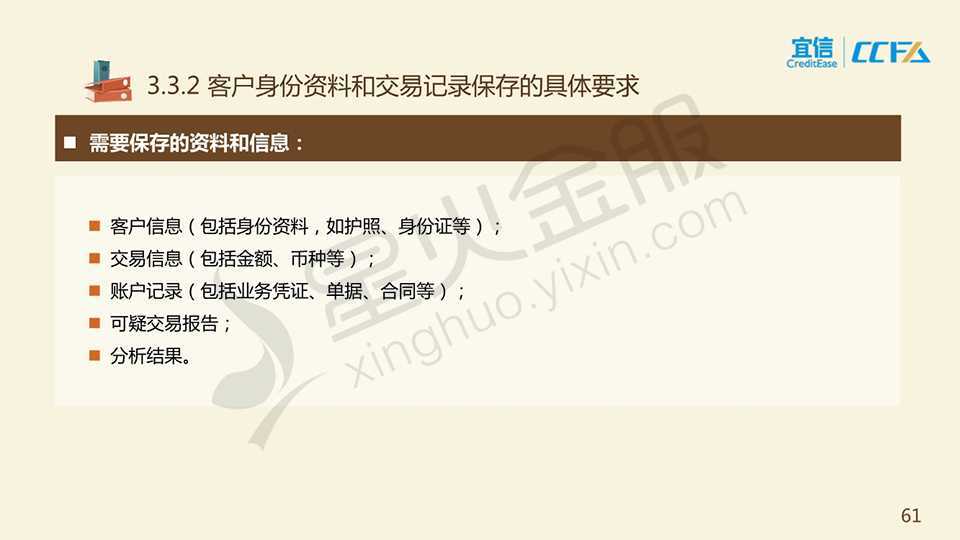 宜信
CreditEase
CCFA
3.3.2 客户身份资料和交易记录保存的具体要求
需要保存的资料和信息：
客户信息（包括身份资料，如护照、身份证等）；
交易信息（包括金额、币种等）；
账户记录（包括业务凭证、单据、合同等）；
可疑交易报告；
分析结果。
星火金服
xinghuo.yixin.com
61